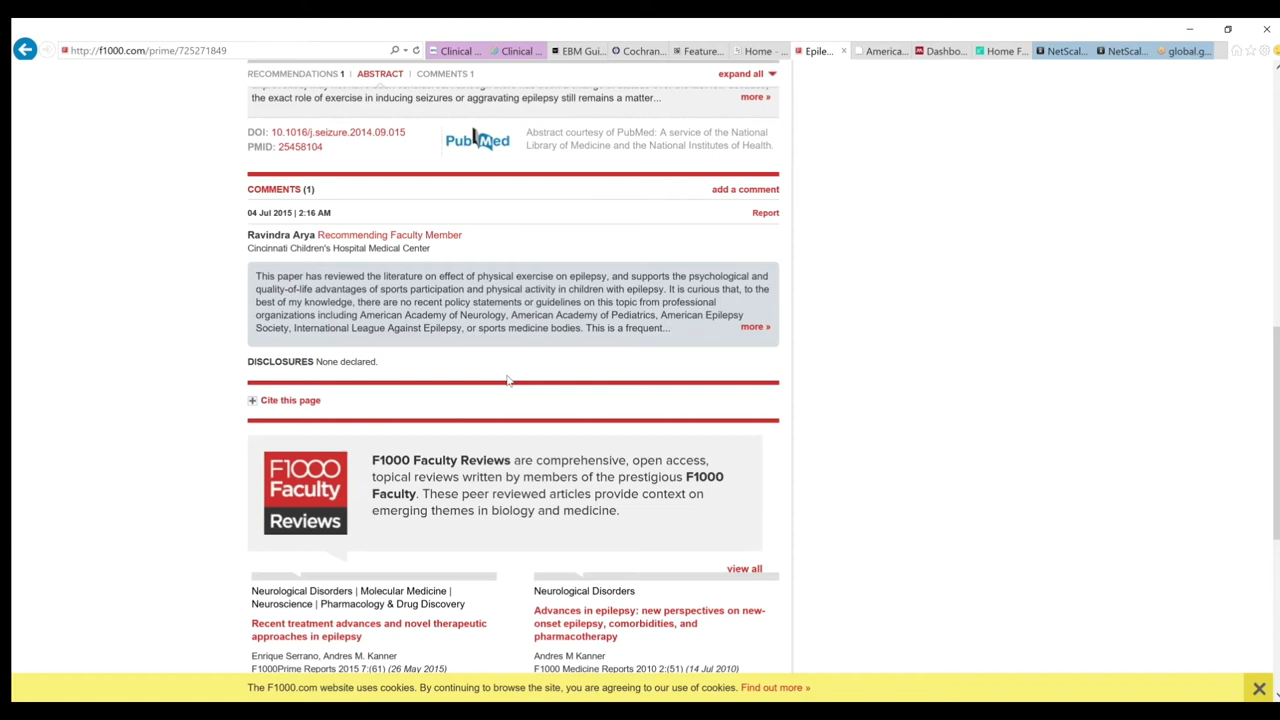 http://f1000.com/prime/725271849
Clinical ...
Clinical ...
EBM Gui...
Cochran...
Feature...
Home - ...
Epile...
America...
Dashbo...
Home F...
NetScal...
NetScal...
global.g...
RECOMMENDATIONS 1 | ABSTRACT | COMMENTS 1
expand all
the exact role of exercise in inducing seizures or aggravating epilepsy still remains a matter...
more »
DOI: 10.1016/j.seizure.2014.09.015
PMID: 25458104
PubMed
Abstract courtesy of PubMed: A service of the National
Library of Medicine and the National Institutes of Health.
COMMENTS (1)
add a comment
04 Jul 2015 | 2:16 AM
Report
Ravindra Arya Recommending Faculty Member
Cincinnati Children's Hospital Medical Center
This paper has reviewed the literature on effect of physical exercise on epilepsy, and supports the psychological and
quality-of-life advantages of sports participation and physical activity in children with epilepsy. It is curious that, to the
best of my knowledge, there are no recent policy statements or guidelines on this topic from professional
organizations including American Academy of Neurology, American Academy of Pediatrics, American Epilepsy
Society, International League Against Epilepsy, or sports medicine bodies. This is a frequent...
more »
DISCLOSURES None declared.
Cite this page
F1000
Faculty
Reviews
F1000 Faculty Reviews are comprehensive, open access,
topical reviews written by members of the prestigious F1000
Faculty. These peer reviewed articles provide context on
emerging themes in biology and medicine.
view all
Neurological Disorders | Molecular Medicine |
Neuroscience | Pharmacology & Drug Discovery
Recent treatment advances and novel therapeutic
approaches in epilepsy
Enrique Serrano, Andres M. Kanner
F1000Prime Reports 2015 7:(61) (26 May 2015)
Neurological Disorders
Advances in epilepsy: new perspectives on new-
onset epilepsy, comorbidities, and
pharmacotherapy
Andres M Kanner
F1000 Medicine Reports 2010 2:(51) (14 Jul 2010)
The F1000.com website uses cookies. By continuing to browse the site, you are agreeing to our use of cookies. Find out more »